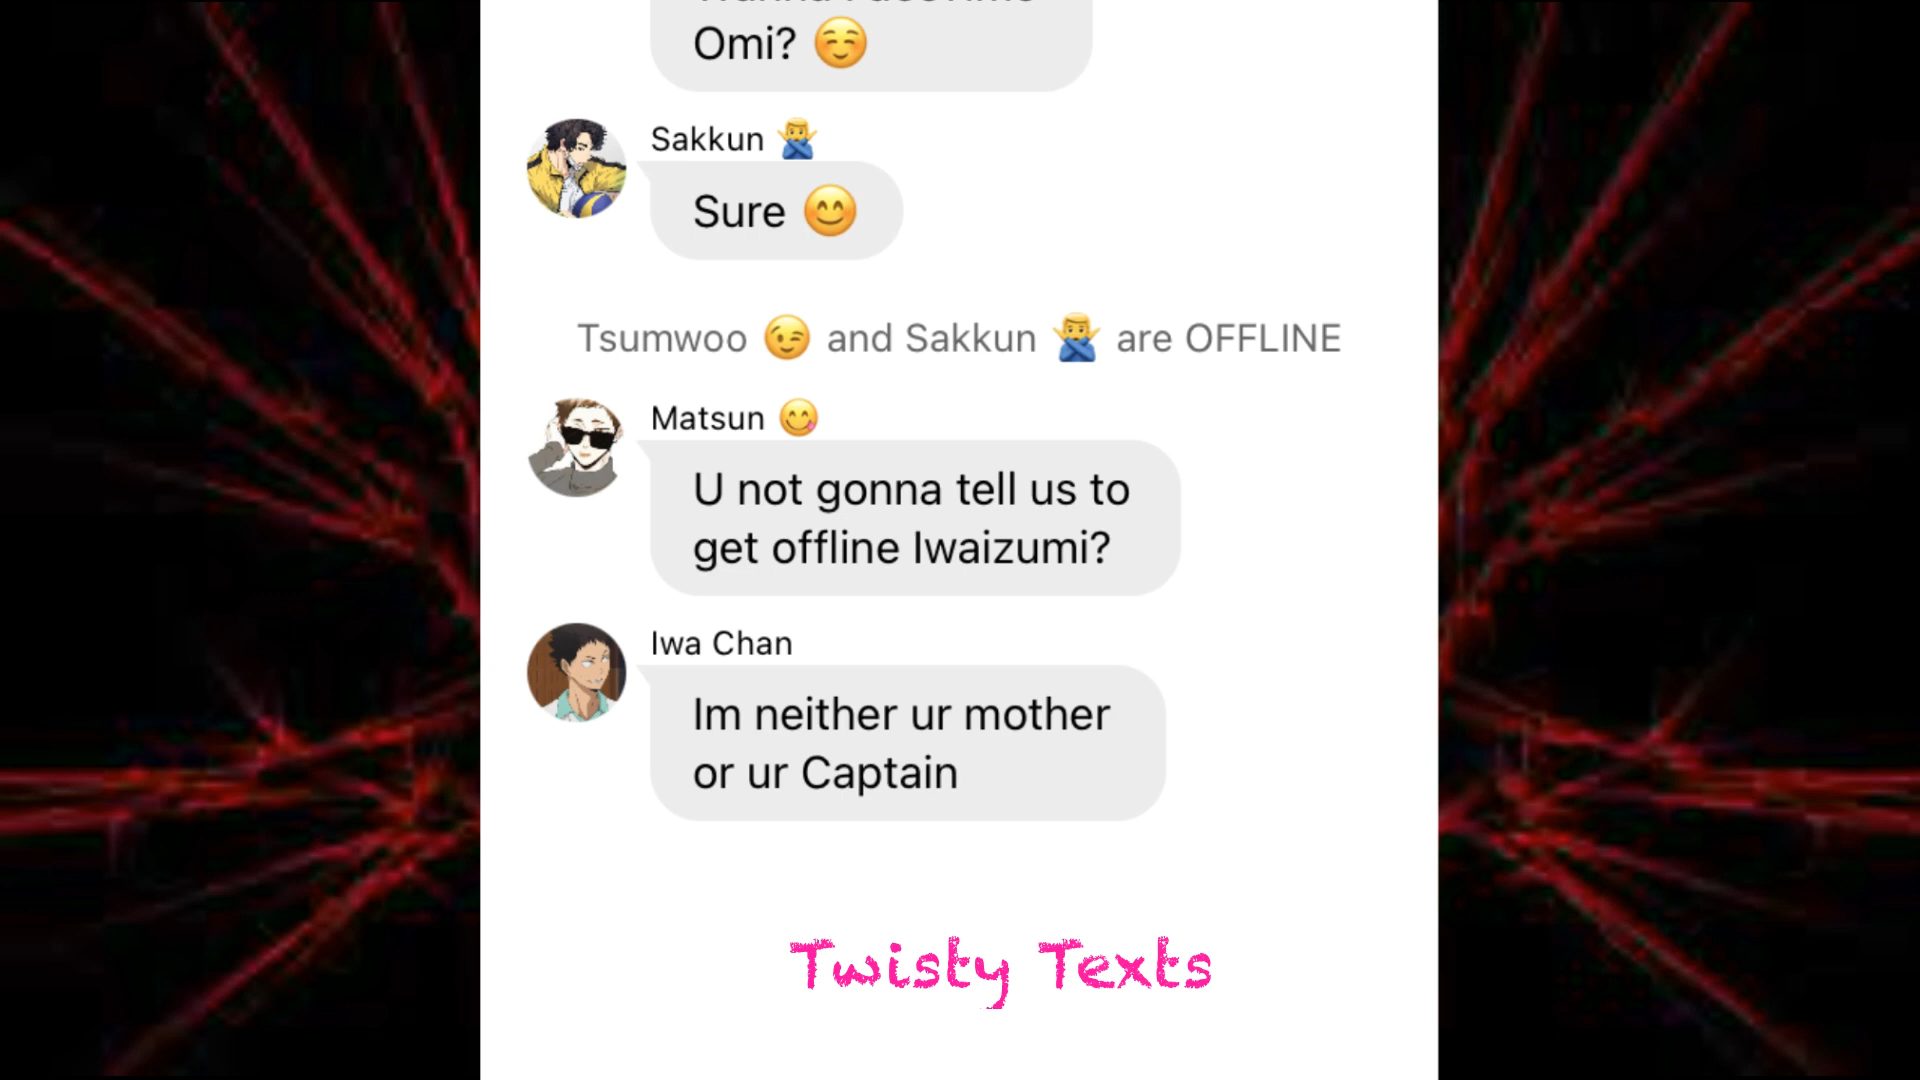 Omi? ☺️
Sakkun 🙅‍♂️
Sure 😊
Tsumwoo 😉 and Sakkun 🙅‍♂️ are OFFLINE
Matsun 😋
U not gonna tell us to
get offline Iwaizumi?
Iwa Chan
Im neither ur mother
or ur Captain
Twisty Texts